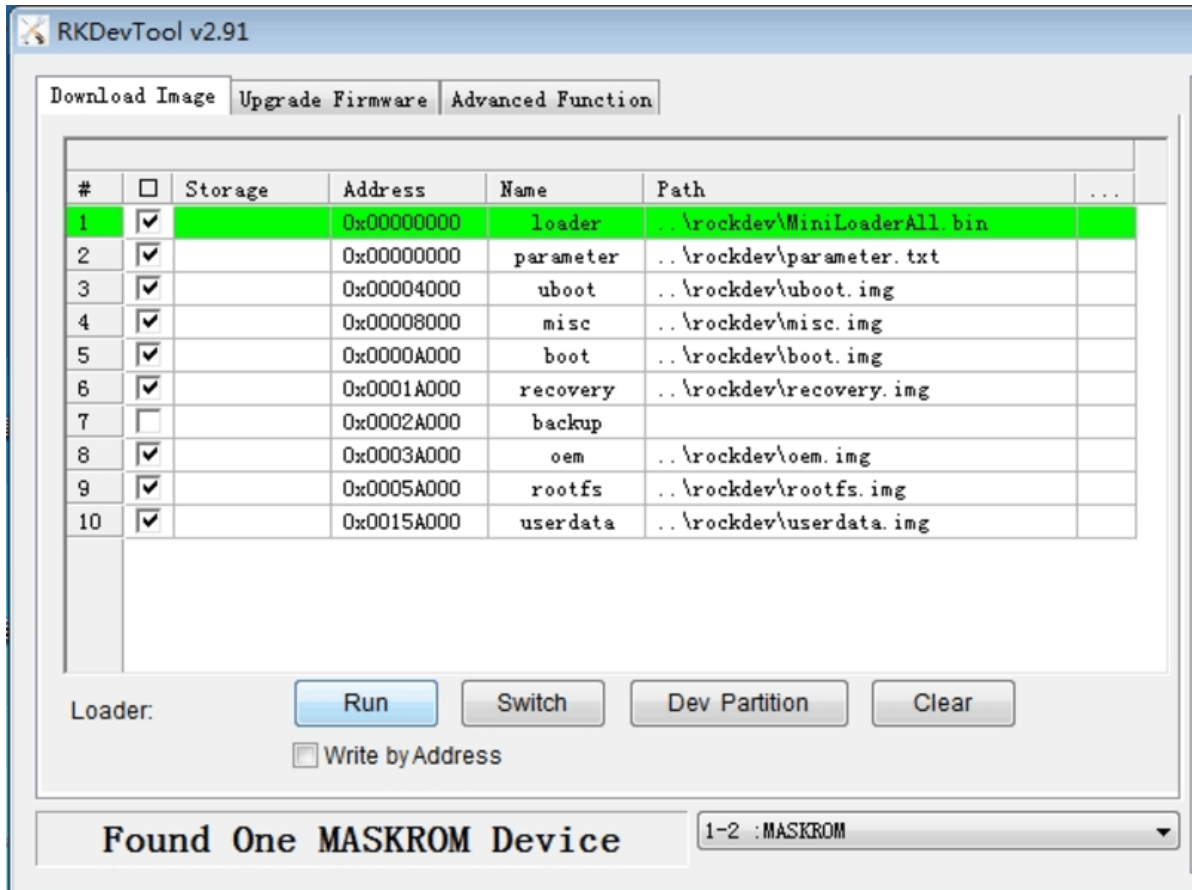 RKDevTool v2.91
Download Image Upgrade Firmware Advanced Function
# Storage Address Name Path ...
1 0x00000000 loader ..\rockdev\MiniLoaderAll.bin
2 0x00000000 parameter ..\rockdev\parameter.txt
3 0x00004000 uboot ..\rockdev\uboot.img
4 0x00008000 misc ..\rockdev\misc.img
5 0x0000A000 boot ..\rockdev\boot.img
6 0x0001A000 recovery ..\rockdev\recovery.img
7 0x0002A000 backup
8 0x0003A000 oem ..\rockdev\oem.img
9 0x0005A000 rootfs ..\rockdev\rootfs.img
10 0x0015A000 userdata ..\rockdev\userdata.img
Loader: Run Switch Dev Partition Clear
Write by Address
Found One MASKROM Device 1-2 :MASKROM